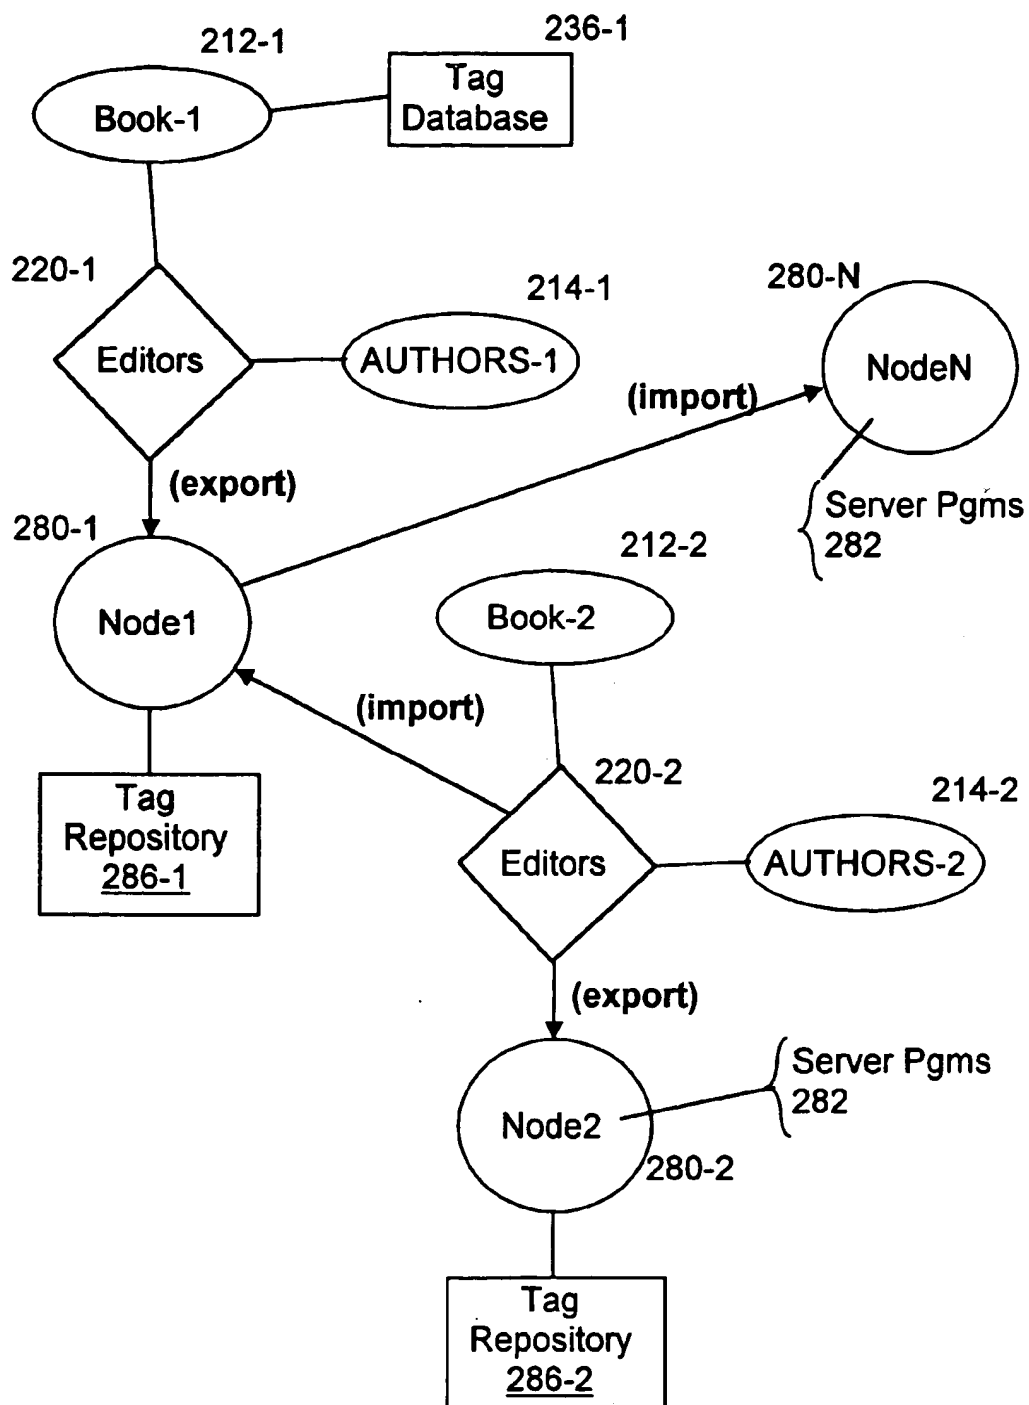 212-1
236-1
Book-1
Tag
Database
220-1
214-1
280-N
Editors
AUTHORS-1
NodeN
(import)
(export)
Server Pgms
282
280-1
212-2
Node1
Book-2
(import)
220-2
214-2
Tag
Repository
286-1
Editors
AUTHORS-2
(export)
Server Pgms
282
Node2
280-2
Tag
Repository
286-2